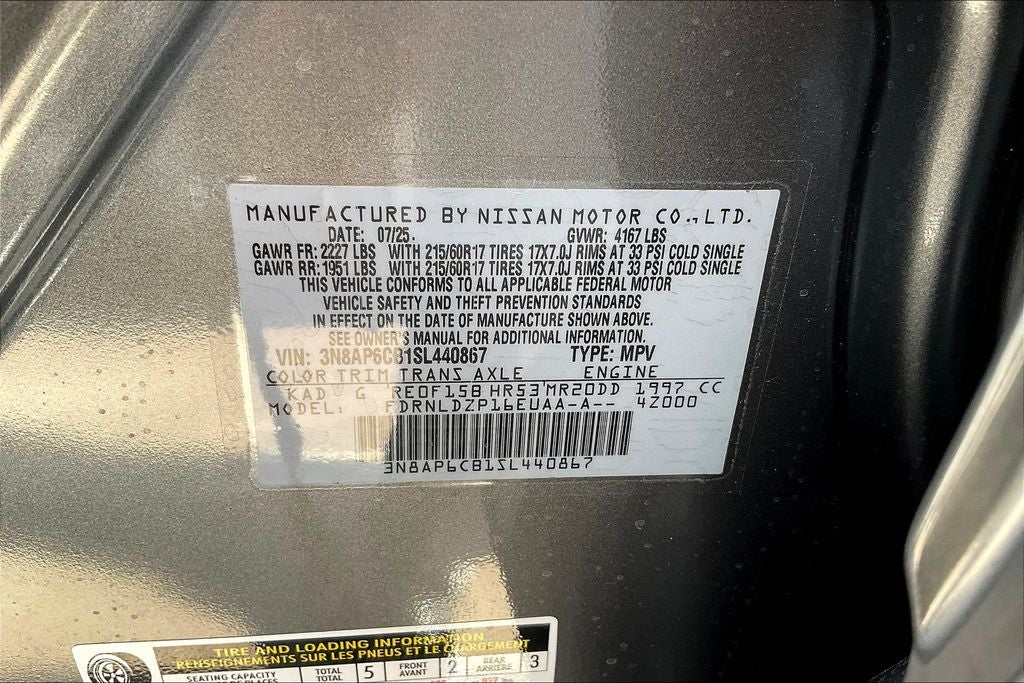 MANUFACTURED BY NISSAN MOTOR CO.,LTD.
DATE: 07/25. GVWR: 4167 LBS
GAWR FR: 2227 LBS WITH 215/60R17 TIRES 17X7.0J RIMS AT 33 PSI COLD SINGLE
GAWR RR: 1951 LBS WITH 215/60R17 TIRES 17X7.0J RIMS AT 33 PSI COLD SINGLE
THIS VEHICLE CONFORMS TO ALL APPLICABLE FEDERAL MOTOR
VEHICLE SAFETY AND THEFT PREVENTION STANDARDS
IN EFFECT ON THE DATE OF MANUFACTURE SHOWN ABOVE.
SEE OWNER'S MANUAL FOR ADDITIONAL INFORMATION.
VIN: 3N8AP6CB1SL440867 TYPE: MPV
COLOR TRIM TRANS AXLE ENGINE
KAD G RE0F15B HR53 MR20DD 1997 CC
MODEL: FDRNLDZP16EUAA-A-- 4Z000
3N8AP6CB1SL440867
TIRE AND LOADING INFORMATION
RENSEIGNEMENTS SUR LES PNEUS ET LE CHARGEMENT
SEATING CAPACITY TOTAL 5 FRONT 2 REAR 3
TOTAL AVANT ARRIÈRE